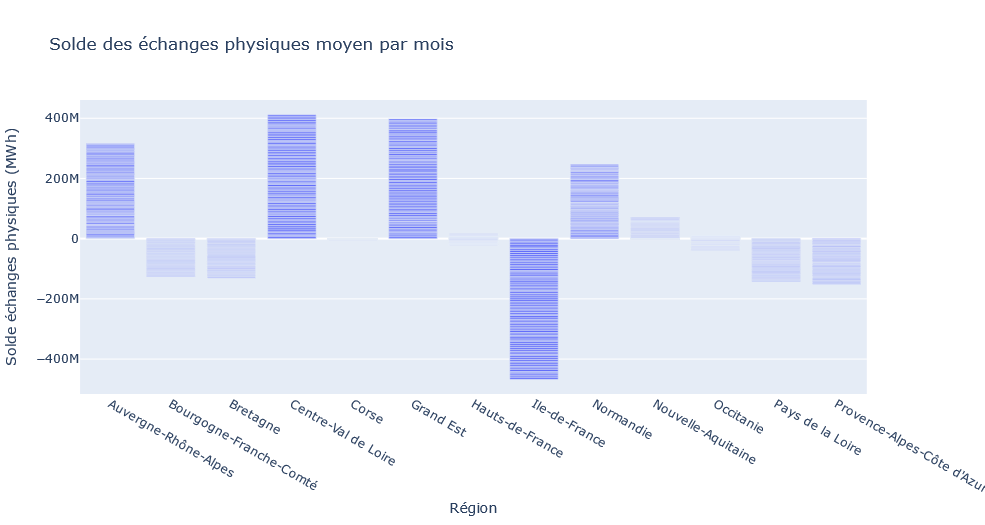 Solde des échanges physiques moyen par mois
Solde échanges physiques (MWh)
400M
200M
0
−200M
−400M
Auvergne-Rhône-Alpes
Bourgogne-Franche-Comté
Bretagne
Centre-Val de Loire
Corse
Grand Est
Hauts-de-France
Ile-de-France
Normandie
Nouvelle-Aquitaine
Occitanie
Pays de la Loire
Provence-Alpes-Côte d'Azur
Région